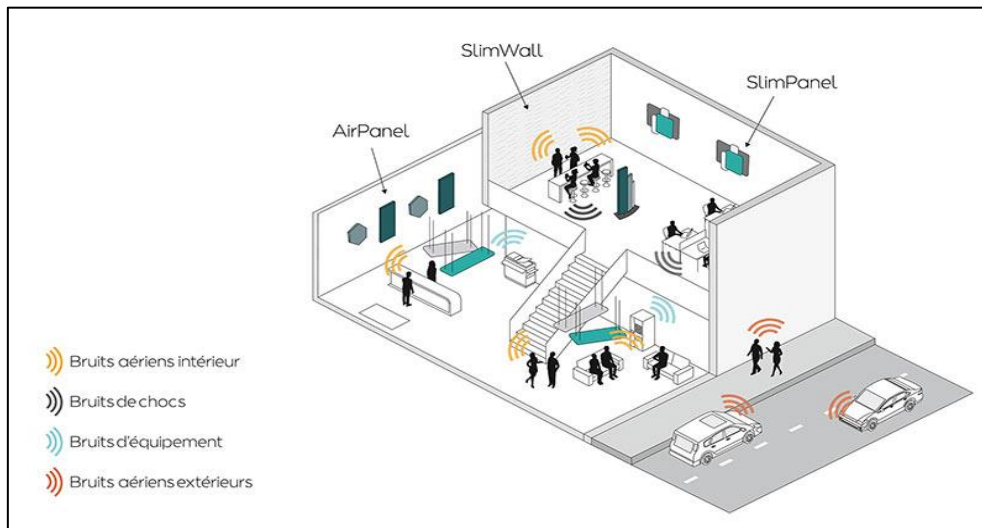 SlimWall
SlimPanel
AirPanel
Bruits aériens intérieur
Bruits de chocs
Bruits d'équipement
Bruits aériens extérieurs